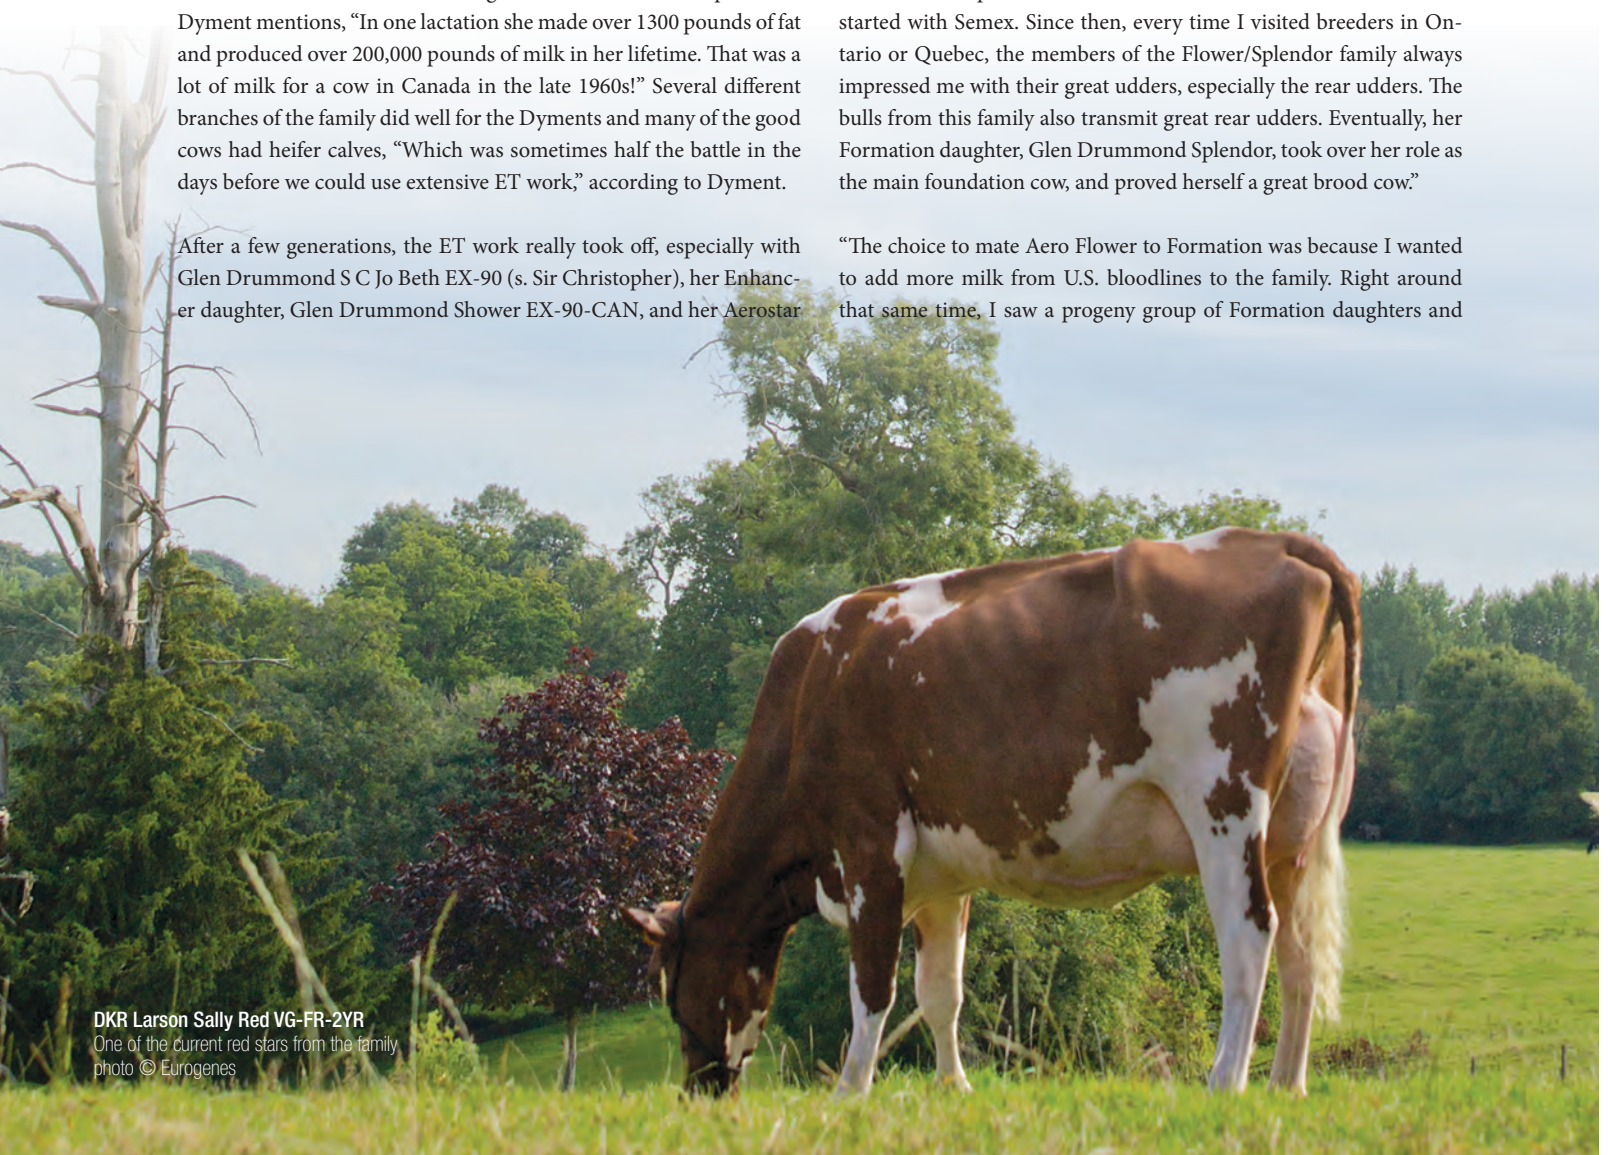 Dyment mentions, “In one lactation she made over 1300 pounds of fat
and produced over 200,000 pounds of milk in her lifetime. That was a
lot of milk for a cow in Canada in the late 1960s!” Several different
branches of the family did well for the Dyments and many of the good
cows had heifer calves, “Which was sometimes half the battle in the
days before we could use extensive ET work,” according to Dyment.
After a few generations, the ET work really took off, especially with
Glen Drummond S C Jo Beth EX-90 (s. Sir Christopher), her Enhanc-
er daughter, Glen Drummond Shower EX-90-CAN, and her Aerostar
started with Semex. Since then, every time I visited breeders in On-
tario or Quebec, the members of the Flower/Splendor family always
impressed me with their great udders, especially the rear udders. The
bulls from this family also transmit great rear udders. Eventually, her
Formation daughter, Glen Drummond Splendor, took over her role as
the main foundation cow, and proved herself a great brood cow.”
“The choice to mate Aero Flower to Formation was because I wanted
to add more milk from U.S. bloodlines to the family. Right around
that same time, I saw a progeny group of Formation daughters and
DKR Larson Sally Red VG-FR-2YR
One of the current red stars from the family
photo © Eurogenes